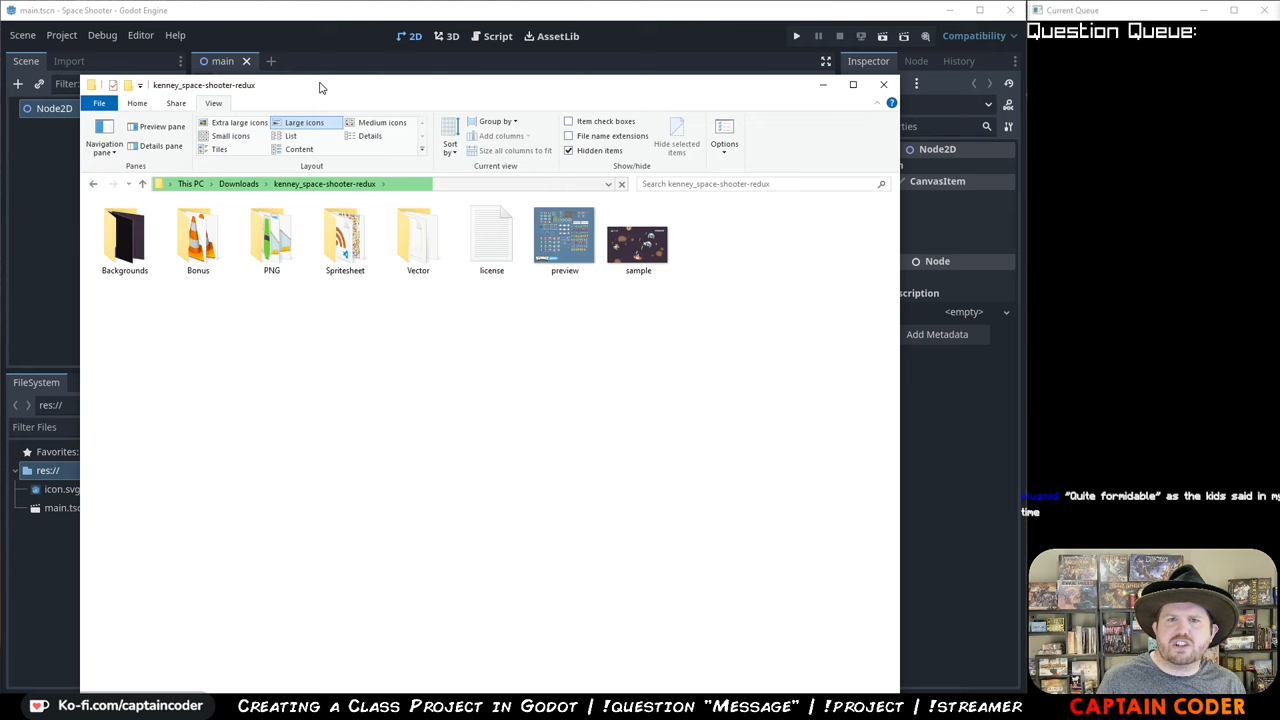 main.tscn - Space Shooter - Godot Engine
Scene Project Debug Editor Help
2D 3D Script AssetLib
Compatibility
Scene Import
main
Inspector Node History
Filter:
Node2D
kenney_space-shooter-redux
File Home Share View
Navigation pane
Preview pane
Details pane
Panes
Extra large icons Large icons Medium icons
Small icons List Details
Tiles Content
Layout
Sort by
Group by
Add columns
Size all columns to fit
Current view
Item check boxes
File name extensions
Hidden items
Hide selected items
Show/hide
Options
This PC Downloads kenney_space-shooter-redux
Search kenney_space-shooter-redux
Backgrounds Bonus PNG Spritesheet Vector license preview sample
SPACE
erties
Node2D
CanvasItem
Node
scription
<empty>
Add Metadata
FileSystem
res://
Filter Files
Favorites:
res://
icon.svg
main.tsc
Current Queue
Question Queue:
"Quite formidable" as the kids said in my
time
Ko-fi.com/captaincoder
Creating a Class Project in Godot | !question "Message" | !project | !streamer
CAPTAIN CODER